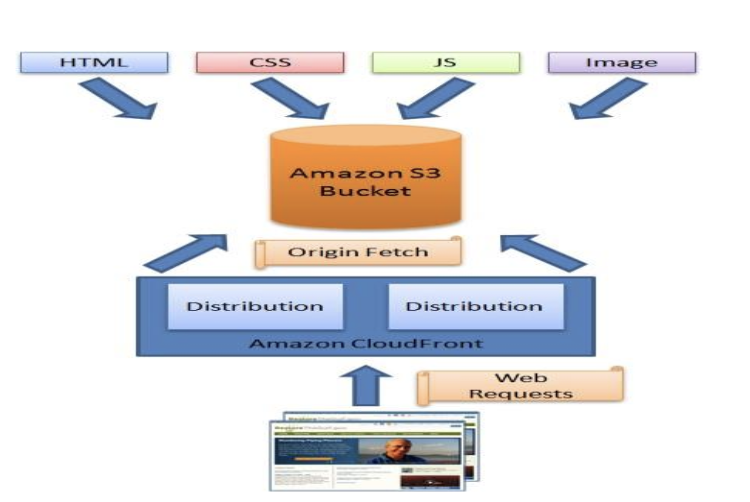 HTML
CSS
JS
Image
Amazon S3
Bucket
Origin Fetch
Distribution
Distribution
Amazon CloudFront
Web
Requests